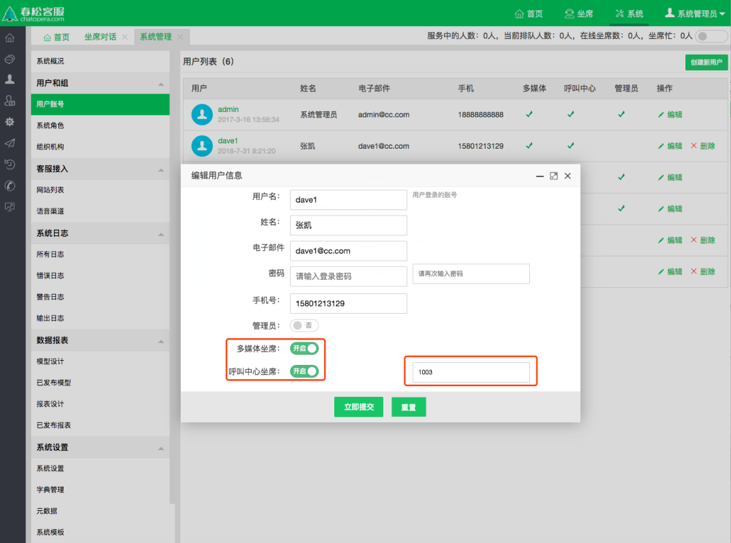 春松客服
chatopera.com
首页
坐席
系统
系统管理员
首页
坐席对话
系统管理
服务中的人数：0人，当前排队人数：0人，在线坐席数：0人，坐席忙：0人
系统概况
用户和组
用户账号
系统角色
组织机构
客服接入
网站列表
语音渠道
系统日志
所有日志
错误日志
警告日志
输出日志
数据报表
模型设计
已发布模型
报表设计
已发布报表
系统设置
系统设置
字典管理
元数据
系统模板
用户列表（6）
创建新用户
用户 姓名 电子邮件 手机 多媒体 呼叫中心 管理员 操作
admin
2017-3-16 13:56:34
系统管理员 admin@cc.com 18888888888 编辑
dave1
2018-7-31 8:21:20
张凯 dave1@cc.com 15801213129 编辑 删除
编辑
编辑
编辑 删除
编辑 删除
编辑用户信息
用户名： dave1 用户登录的账号
姓名： 张凯
电子邮件 dave1@cc.com
密码 请输入登录密码 请再次输入密码
手机号： 15801213129
管理员： 否
多媒体坐席： 开启
呼叫中心坐席： 开启 1003
立即提交 重置